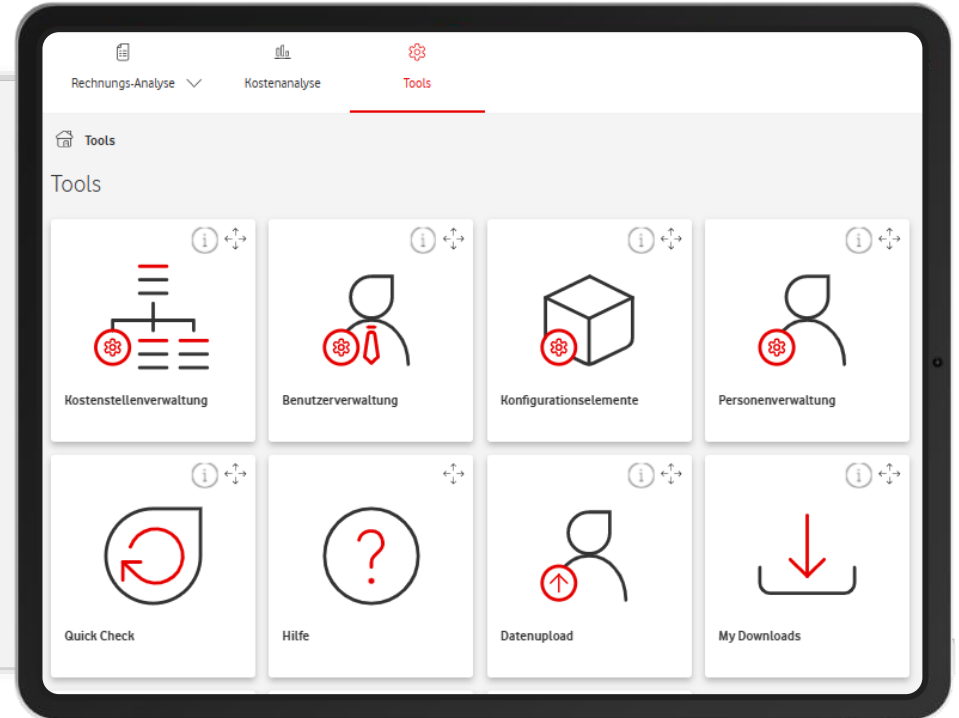 Rechnungs-Analyse
Kostenanalyse
Tools
Tools
Tools
Kostenstellenverwaltung
Benutzerverwaltung
Konfigurationselemente
Personenverwaltung
Quick Check
Hilfe
Datenupload
My Downloads